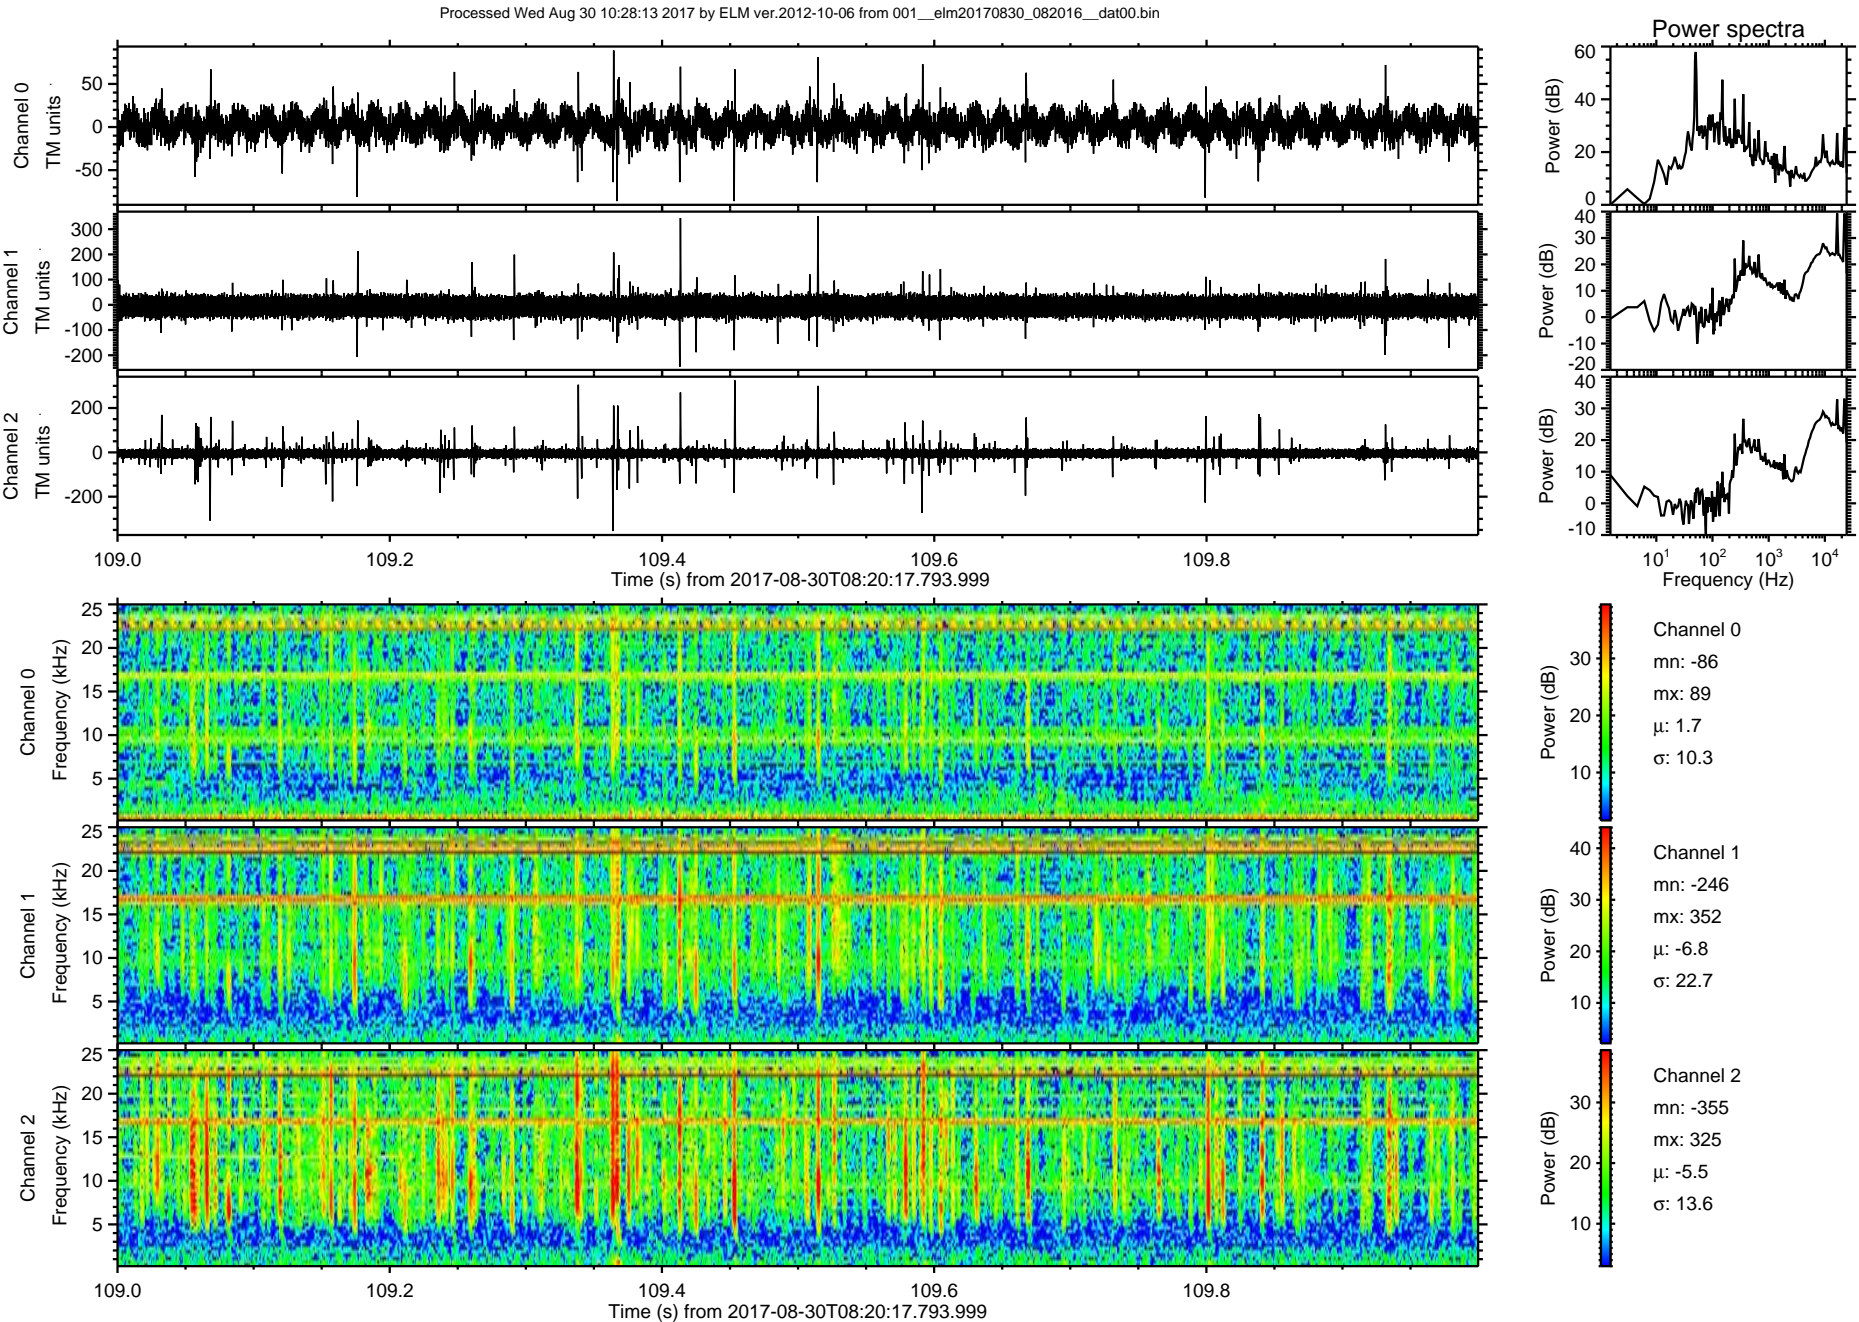 Processed Wed Aug 30 10:28:13 2017 by ELM ver.2012-10-06 from 001__elm20170830_082016__dat00.bin
Power spectra
Channel 0
TM units
50
0
-50
Power (dB)
60
40
20
0
Channel 1
TM units
300
200
100
0
-100
-200
Power (dB)
40
30
20
10
0
-10
-20
Channel 2
TM units
200
0
-200
Power (dB)
40
30
20
10
0
-10
109.0 109.2 109.4 109.6 109.8
Time (s) from 2017-08-30T08:20:17.793.999
10¹ 10² 10³ 10⁴
Frequency (Hz)
Channel 0
Frequency (kHz)
25
20
15
10
5
Power (dB)
30
20
10
Channel 0
mn: -86
mx: 89
μ: 1.7
σ: 10.3
Channel 1
Frequency (kHz)
25
20
15
10
5
Power (dB)
40
30
20
10
Channel 1
mn: -246
mx: 352
μ: -6.8
σ: 22.7
Channel 2
Frequency (kHz)
25
20
15
10
5
Power (dB)
30
20
10
Channel 2
mn: -355
mx: 325
μ: -5.5
σ: 13.6
109.0 109.2 109.4 109.6 109.8
Time (s) from 2017-08-30T08:20:17.793.999